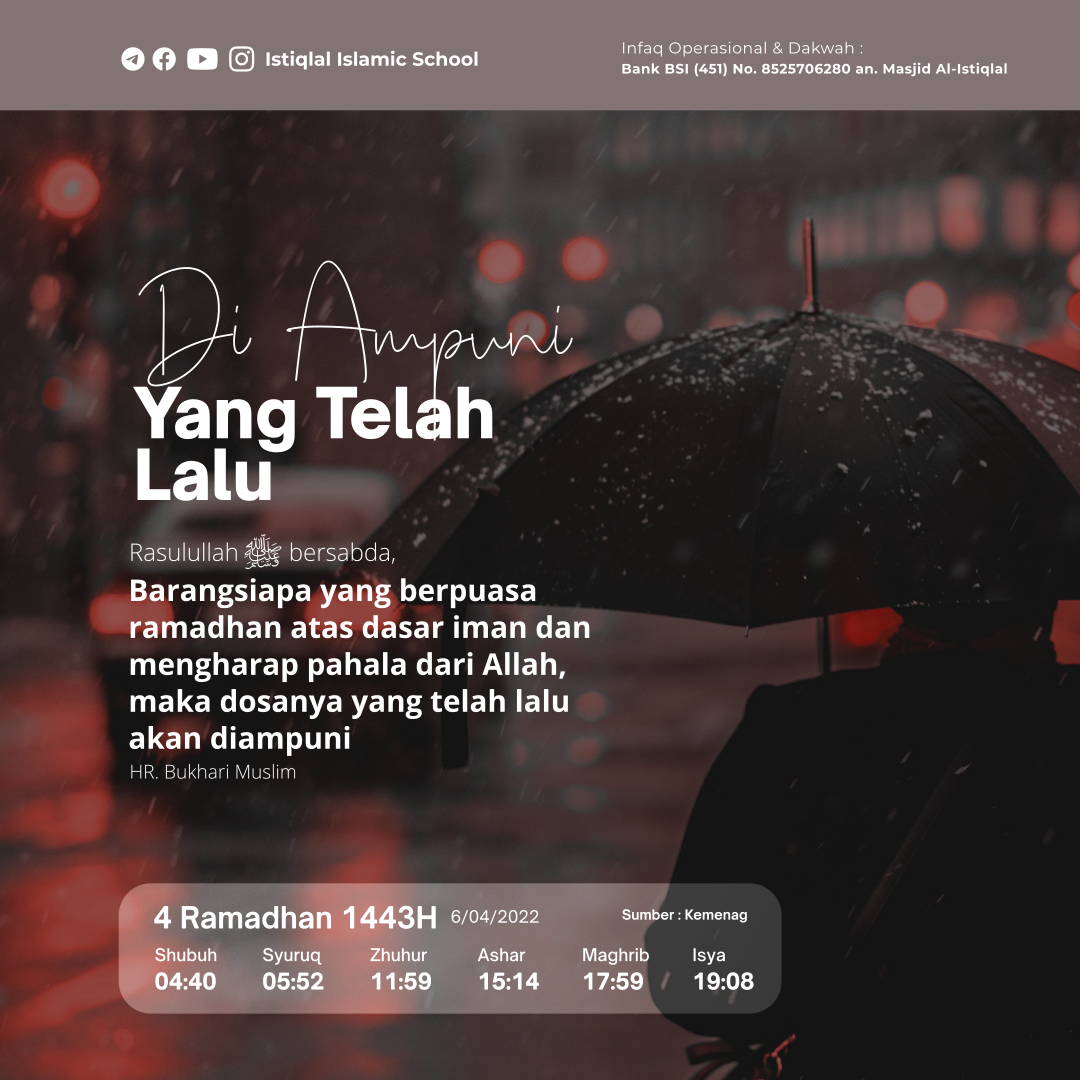 Istiqlal Islamic School
Infaq Operasional & Dakwah :
Bank BSI (451) No. 8525706280 an. Masjid Al-Istiqlal
Di Ampuni
Yang Telah
Lalu
Rasulullah ﷺ bersabda,
Barangsiapa yang berpuasa
ramadhan atas dasar iman dan
mengharap pahala dari Allah,
maka dosanya yang telah lalu
akan diampuni
HR. Bukhari Muslim
4 Ramadhan 1443H 6/04/2022 Sumber : Kemenag
Shubuh Syuruq Zhuhur Ashar Maghrib Isya
04:40 05:52 11:59 15:14 17:59 19:08